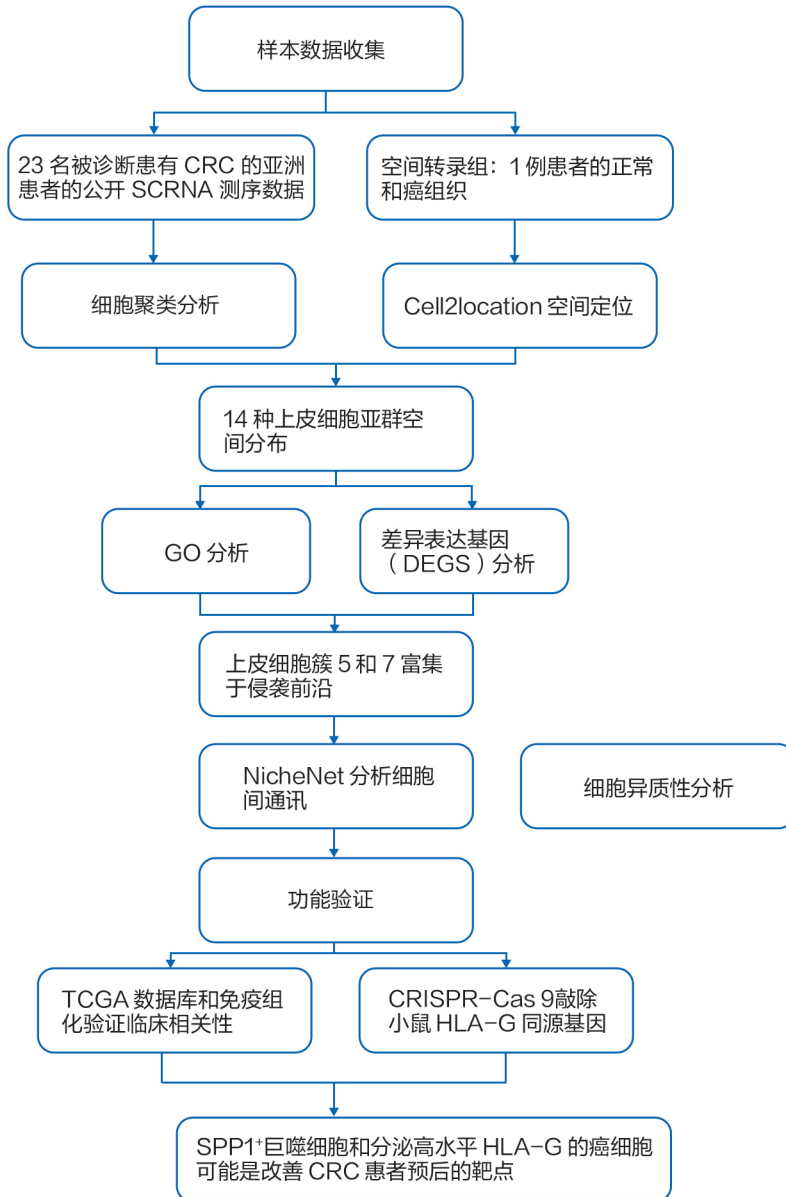 样本数据收集
23 名被诊断患有 CRC 的亚洲
患者的公开 SCRNA 测序数据
空间转录组：1 例患者的正常
和癌组织
细胞聚类分析
Cell2location 空间定位
14 种上皮细胞亚群空
间分布
GO 分析
差异表达基因
（DEGS）分析
上皮细胞簇 5 和 7 富集
于侵袭前沿
NicheNet 分析细胞
间通讯
细胞异质性分析
功能验证
TCGA 数据库和免疫组
化验证临床相关性
CRISPR-Cas 9敲除
小鼠 HLA-G 同源基因
SPP1⁺巨噬细胞和分泌高水平 HLA-G 的癌细胞
可能是改善 CRC 患者预后的靶点